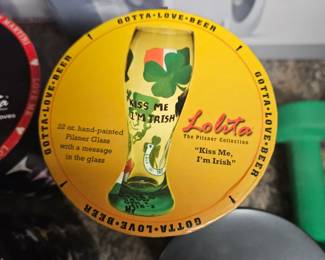 GOTTA·LOVE·BEER
GOTTA·LOVE·BEER
GOTTA·LOVE·BEER
GOTTA·LOVE·BEER
KISS ME
I'M IRISH
22 oz. hand-painted
Pilsner Glass
with a message
in the glass
Lolita
The Pilsner Collection
"Kiss Me,
I'm Irish"